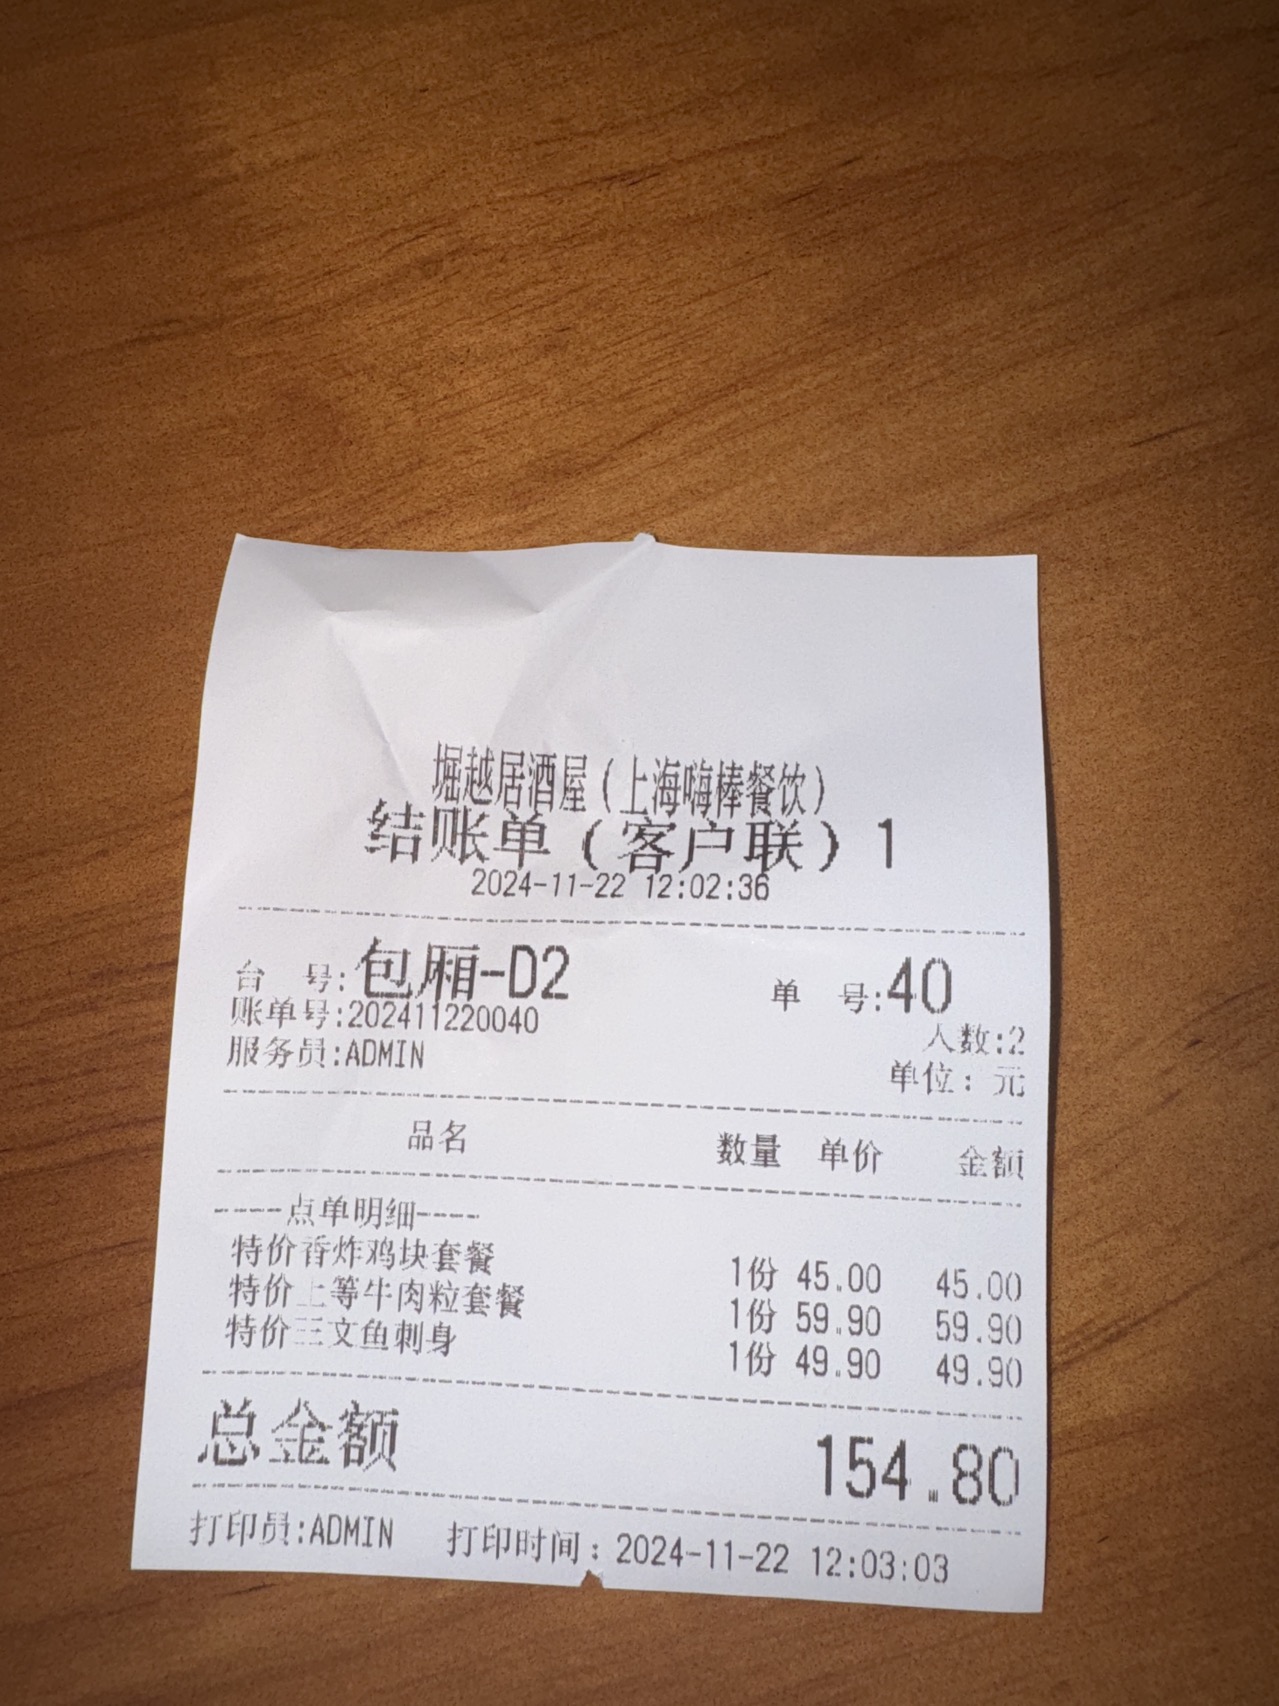 堀越居酒屋（上海嗨棒餐饮）
结账单（客户联）1
2024-11-22 12:02:36
台 号:包厢-D2 单 号:40
账单号:202411220040 人数:2
服务员:ADMIN 单位：元
品名 数量 单价 金额
----点单明细----
特价香炸鸡块套餐 1份 45.00 45.00
特价上等牛肉粒套餐 1份 59.90 59.90
特价三文鱼刺身 1份 49.90 49.90
总金额 154.80
打印员:ADMIN 打印时间：2024-11-22 12:03:03